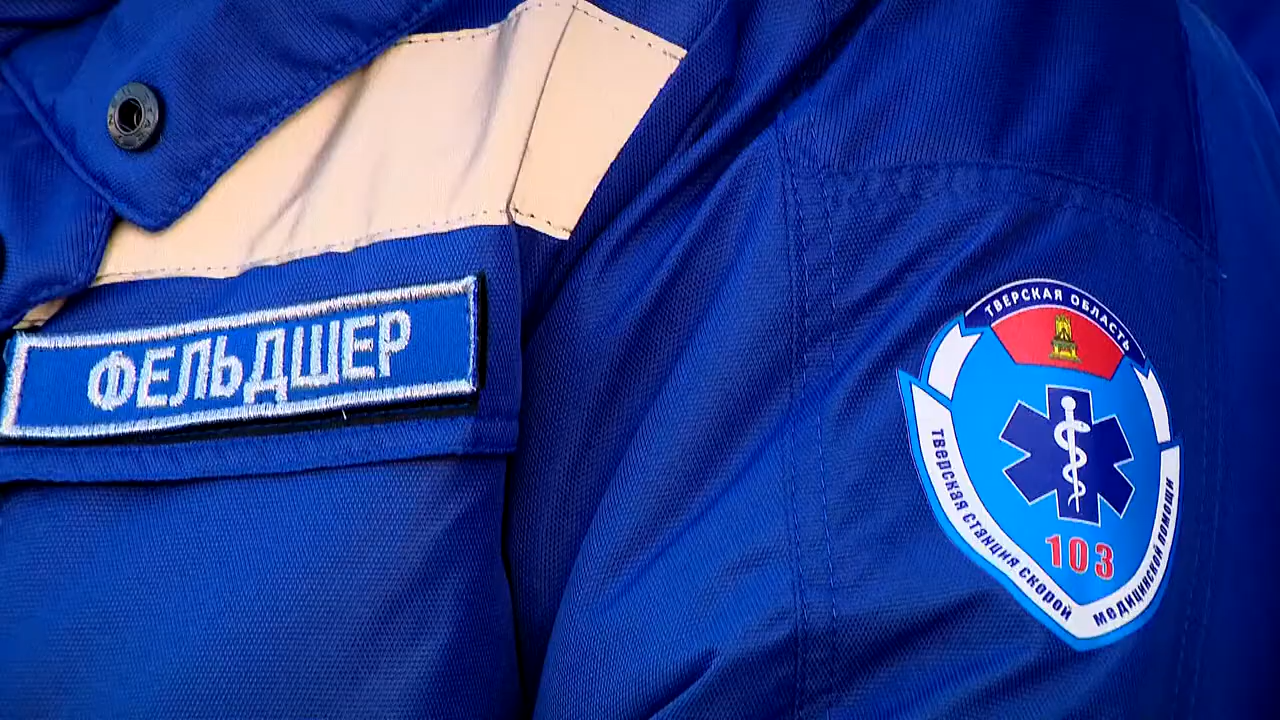 ФЕЛЬДШЕР
ТВЕРСКАЯ ОБЛАСТЬ
103
ТВЕРСКАЯ СТАНЦИЯ СКОРОЙ МЕДИЦИНСКОЙ ПОМОЩИ